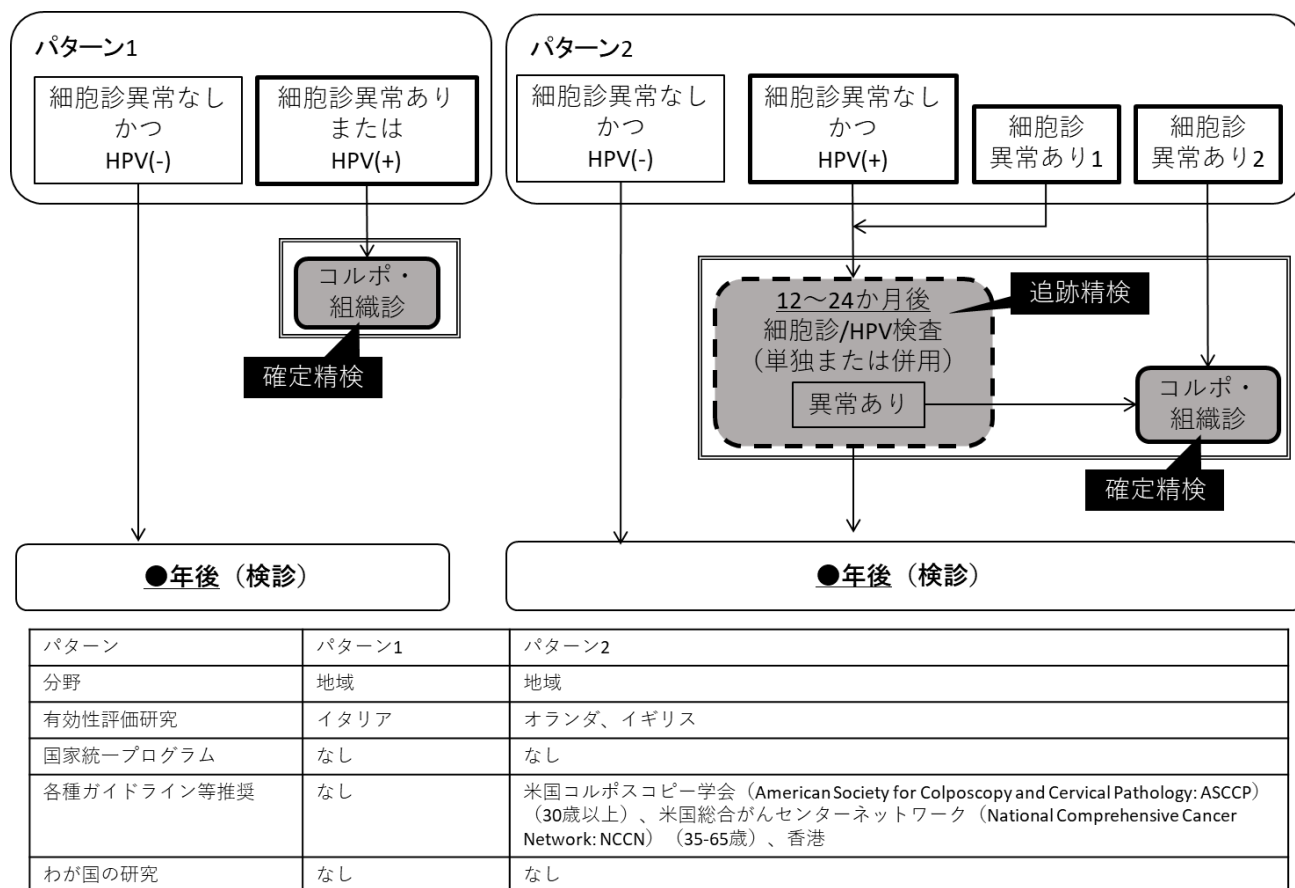 パターン1
細胞診異常なし
かつ
HPV(-)
細胞診異常あり
または
HPV(+)
コルポ・
組織診
確定精検
●年後（検診）
パターン2
細胞診異常なし
かつ
HPV(-)
細胞診異常なし
かつ
HPV(+)
細胞診
異常あり1
細胞診
異常あり2
12～24か月後
細胞診/HPV検査
（単独または併用）
異常あり
追跡精検
コルポ・
組織診
確定精検
●年後（検診）
パターン パターン1 パターン2
分野 地域 地域
有効性評価研究 イタリア オランダ、イギリス
国家統一プログラム なし なし
各種ガイドライン等推奨 なし 米国コルポスコピー学会（American Society for Colposcopy and Cervical Pathology: ASCCP）
（30歳以上）、米国総合がんセンターネットワーク（National Comprehensive Cancer
Network: NCCN）（35-65歳）、香港
わが国の研究 なし なし